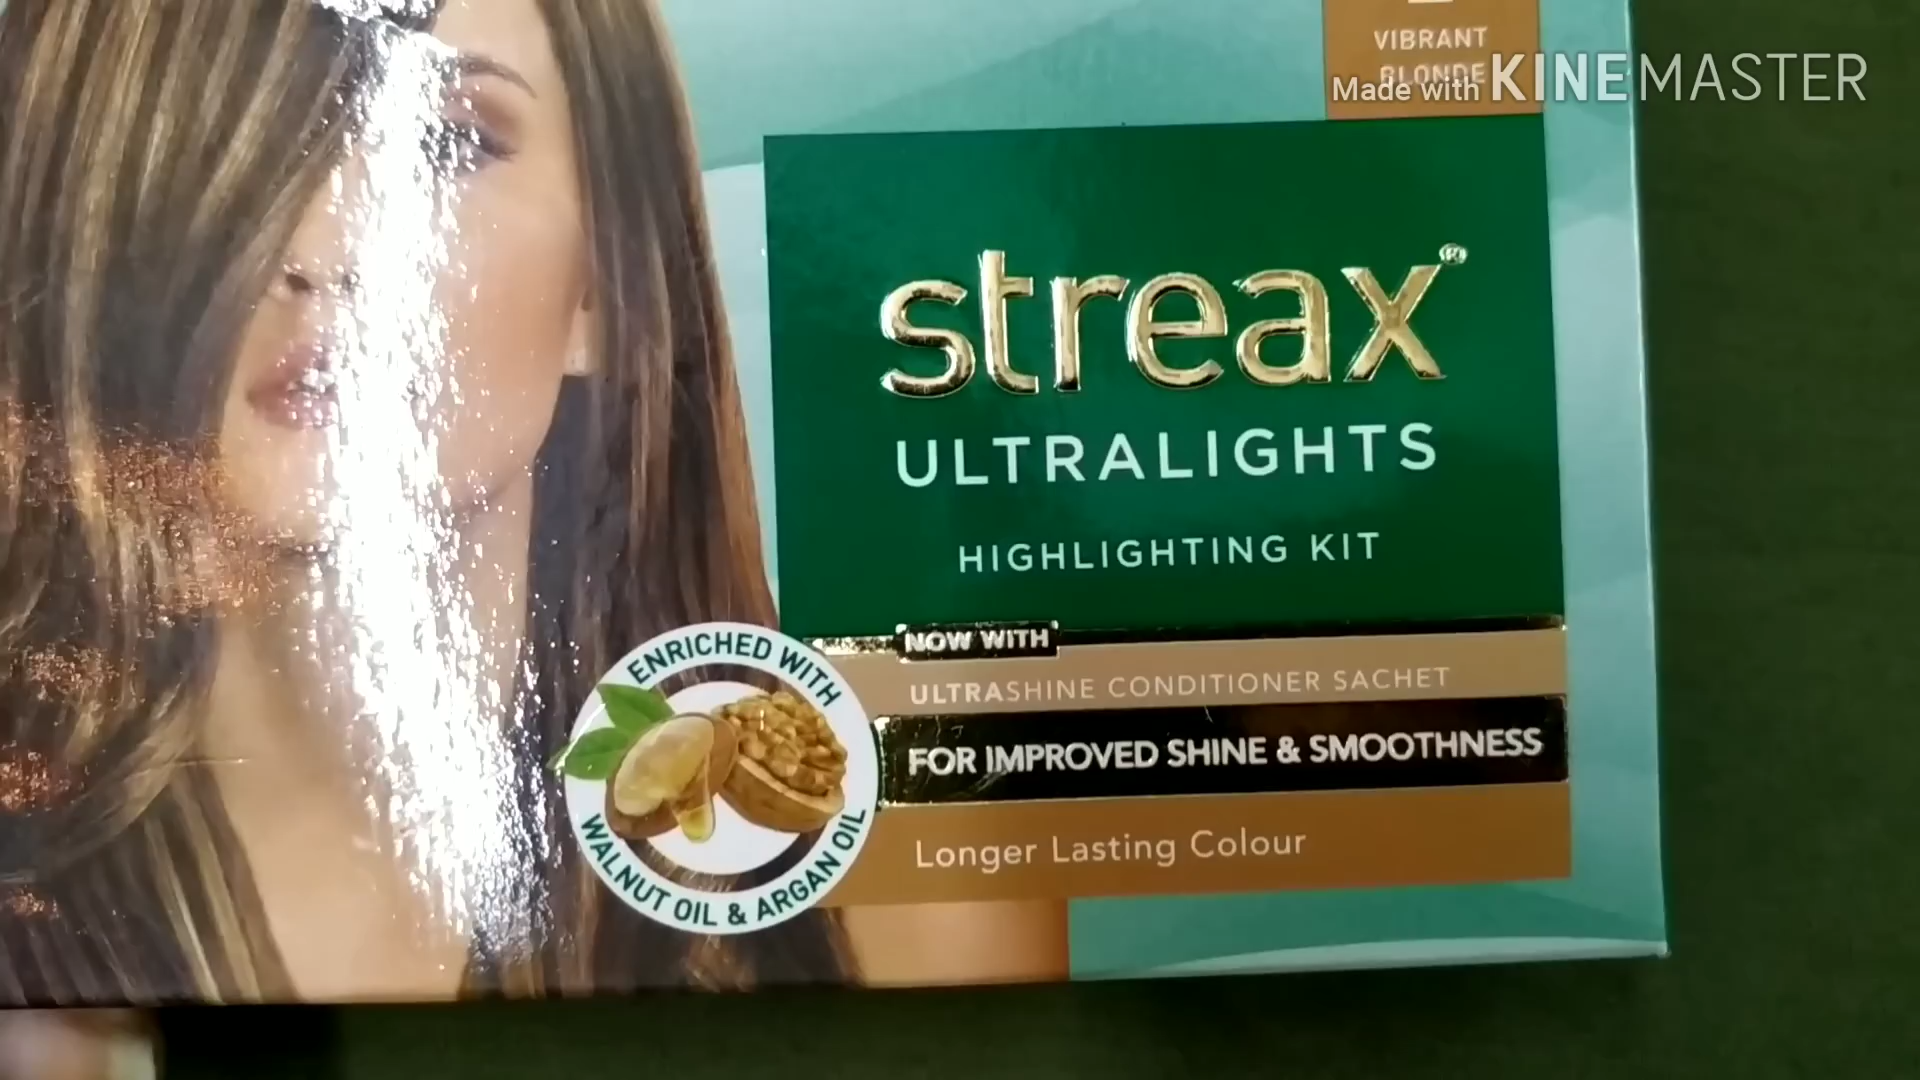 VIBRANT
BLONDE
Made with KINEMASTER
streax®
ULTRALIGHTS
HIGHLIGHTING KIT
NOW WITH
ULTRASHINE CONDITIONER SACHET
FOR IMPROVED SHINE & SMOOTHNESS
Longer Lasting Colour
ENRICHED WITH
WALNUT OIL & ARGAN OIL